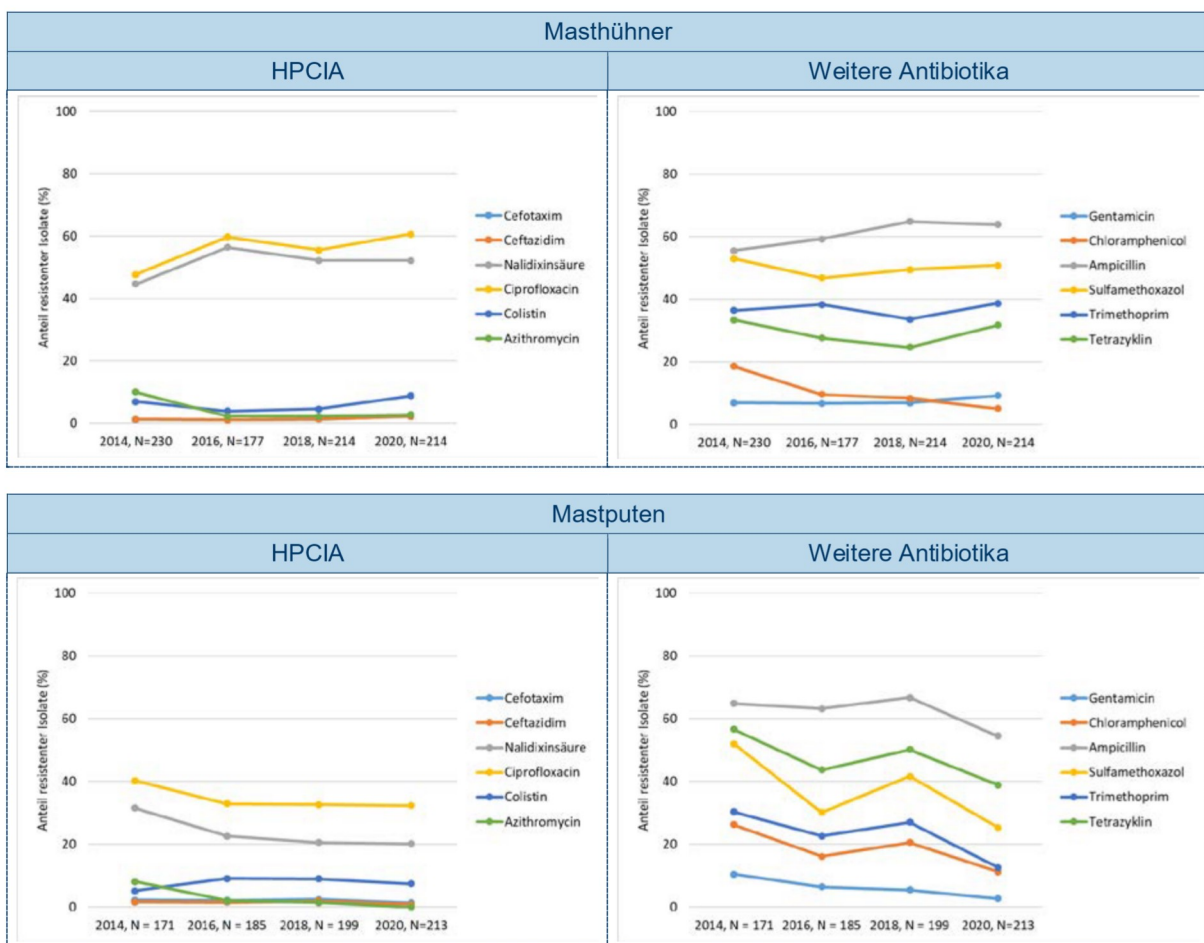 Masthühner
HPCIA
Weitere Antibiotika
Anteil resistenter Isolate (%)
100
80
60
40
20
0
2014, N=230 2016, N=177 2018, N=214 2020, N=214
Cefotaxim
Ceftazidim
Nalidixinsäure
Ciprofloxacin
Colistin
Azithromycin
Anteil resistenter Isolate (%)
100
80
60
40
20
0
2014, N=230 2016, N=177 2018, N=214 2020, N=214
Gentamicin
Chloramphenicol
Ampicillin
Sulfamethoxazol
Trimethoprim
Tetrazyklin
Mastputen
HPCIA
Weitere Antibiotika
Anteil resistenter Isolate (%)
100
80
60
40
20
0
2014, N = 171 2016, N = 185 2018, N = 199 2020, N=213
Cefotaxim
Ceftazidim
Nalidixinsäure
Ciprofloxacin
Colistin
Azithromycin
Anteil resistenter Isolate (%)
100
80
60
40
20
0
2014, N = 171 2016, N = 185 2018, N = 199 2020, N=213
Gentamicin
Chloramphenicol
Ampicillin
Sulfamethoxazol
Trimethoprim
Tetrazyklin